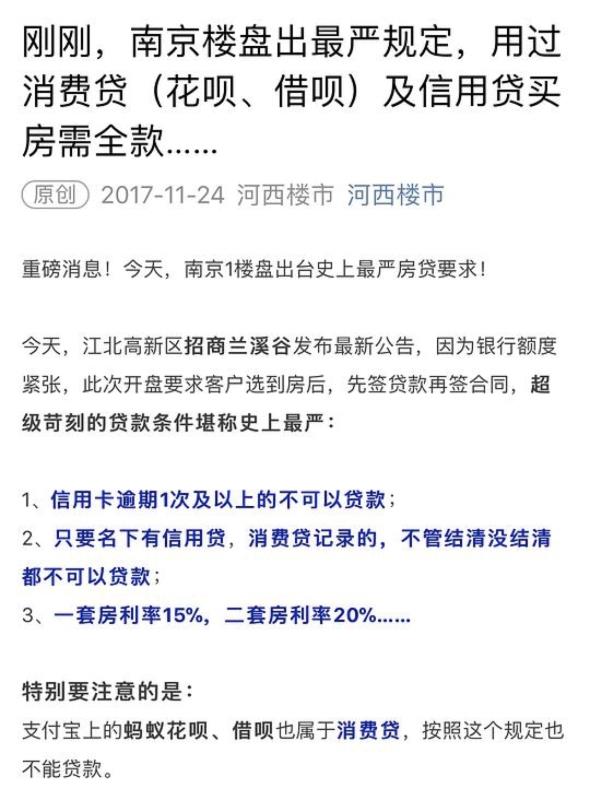 刚刚，南京楼盘出最严规定，用过
消费贷（花呗、借呗）及信用贷买
房需全款……
原创 2017-11-24 河西楼市 河西楼市
重磅消息！今天，南京1楼盘出台史上最严房贷要求！
今天，江北高新区招商兰溪谷发布最新公告，因为银行额度
紧张，此次开盘要求客户选到房后，先签贷款再签合同，超
级苛刻的贷款条件堪称史上最严：
1、信用卡逾期1次及以上的不可以贷款；
2、只要名下有信用贷，消费贷记录的，不管结清没结清
都不可以贷款；
3、一套房利率15%，二套房利率20%……
特别要注意的是：
支付宝上的蚂蚁花呗、借呗也属于消费贷，按照这个规定也
不能贷款。